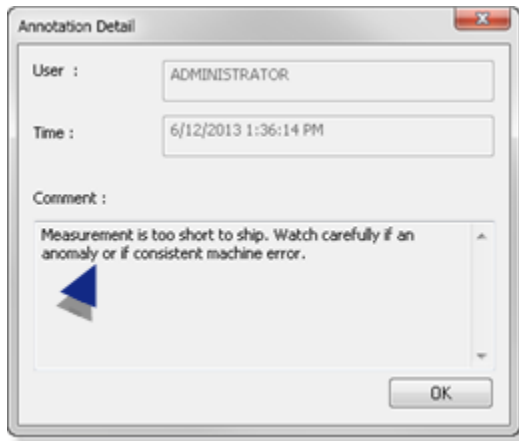 Annotation Detail
User :
ADMINISTRATOR
Time :
6/12/2013 1:36:14 PM
Comment :
Measurement is too short to ship. Watch carefully if an
anomaly or if consistent machine error.
OK